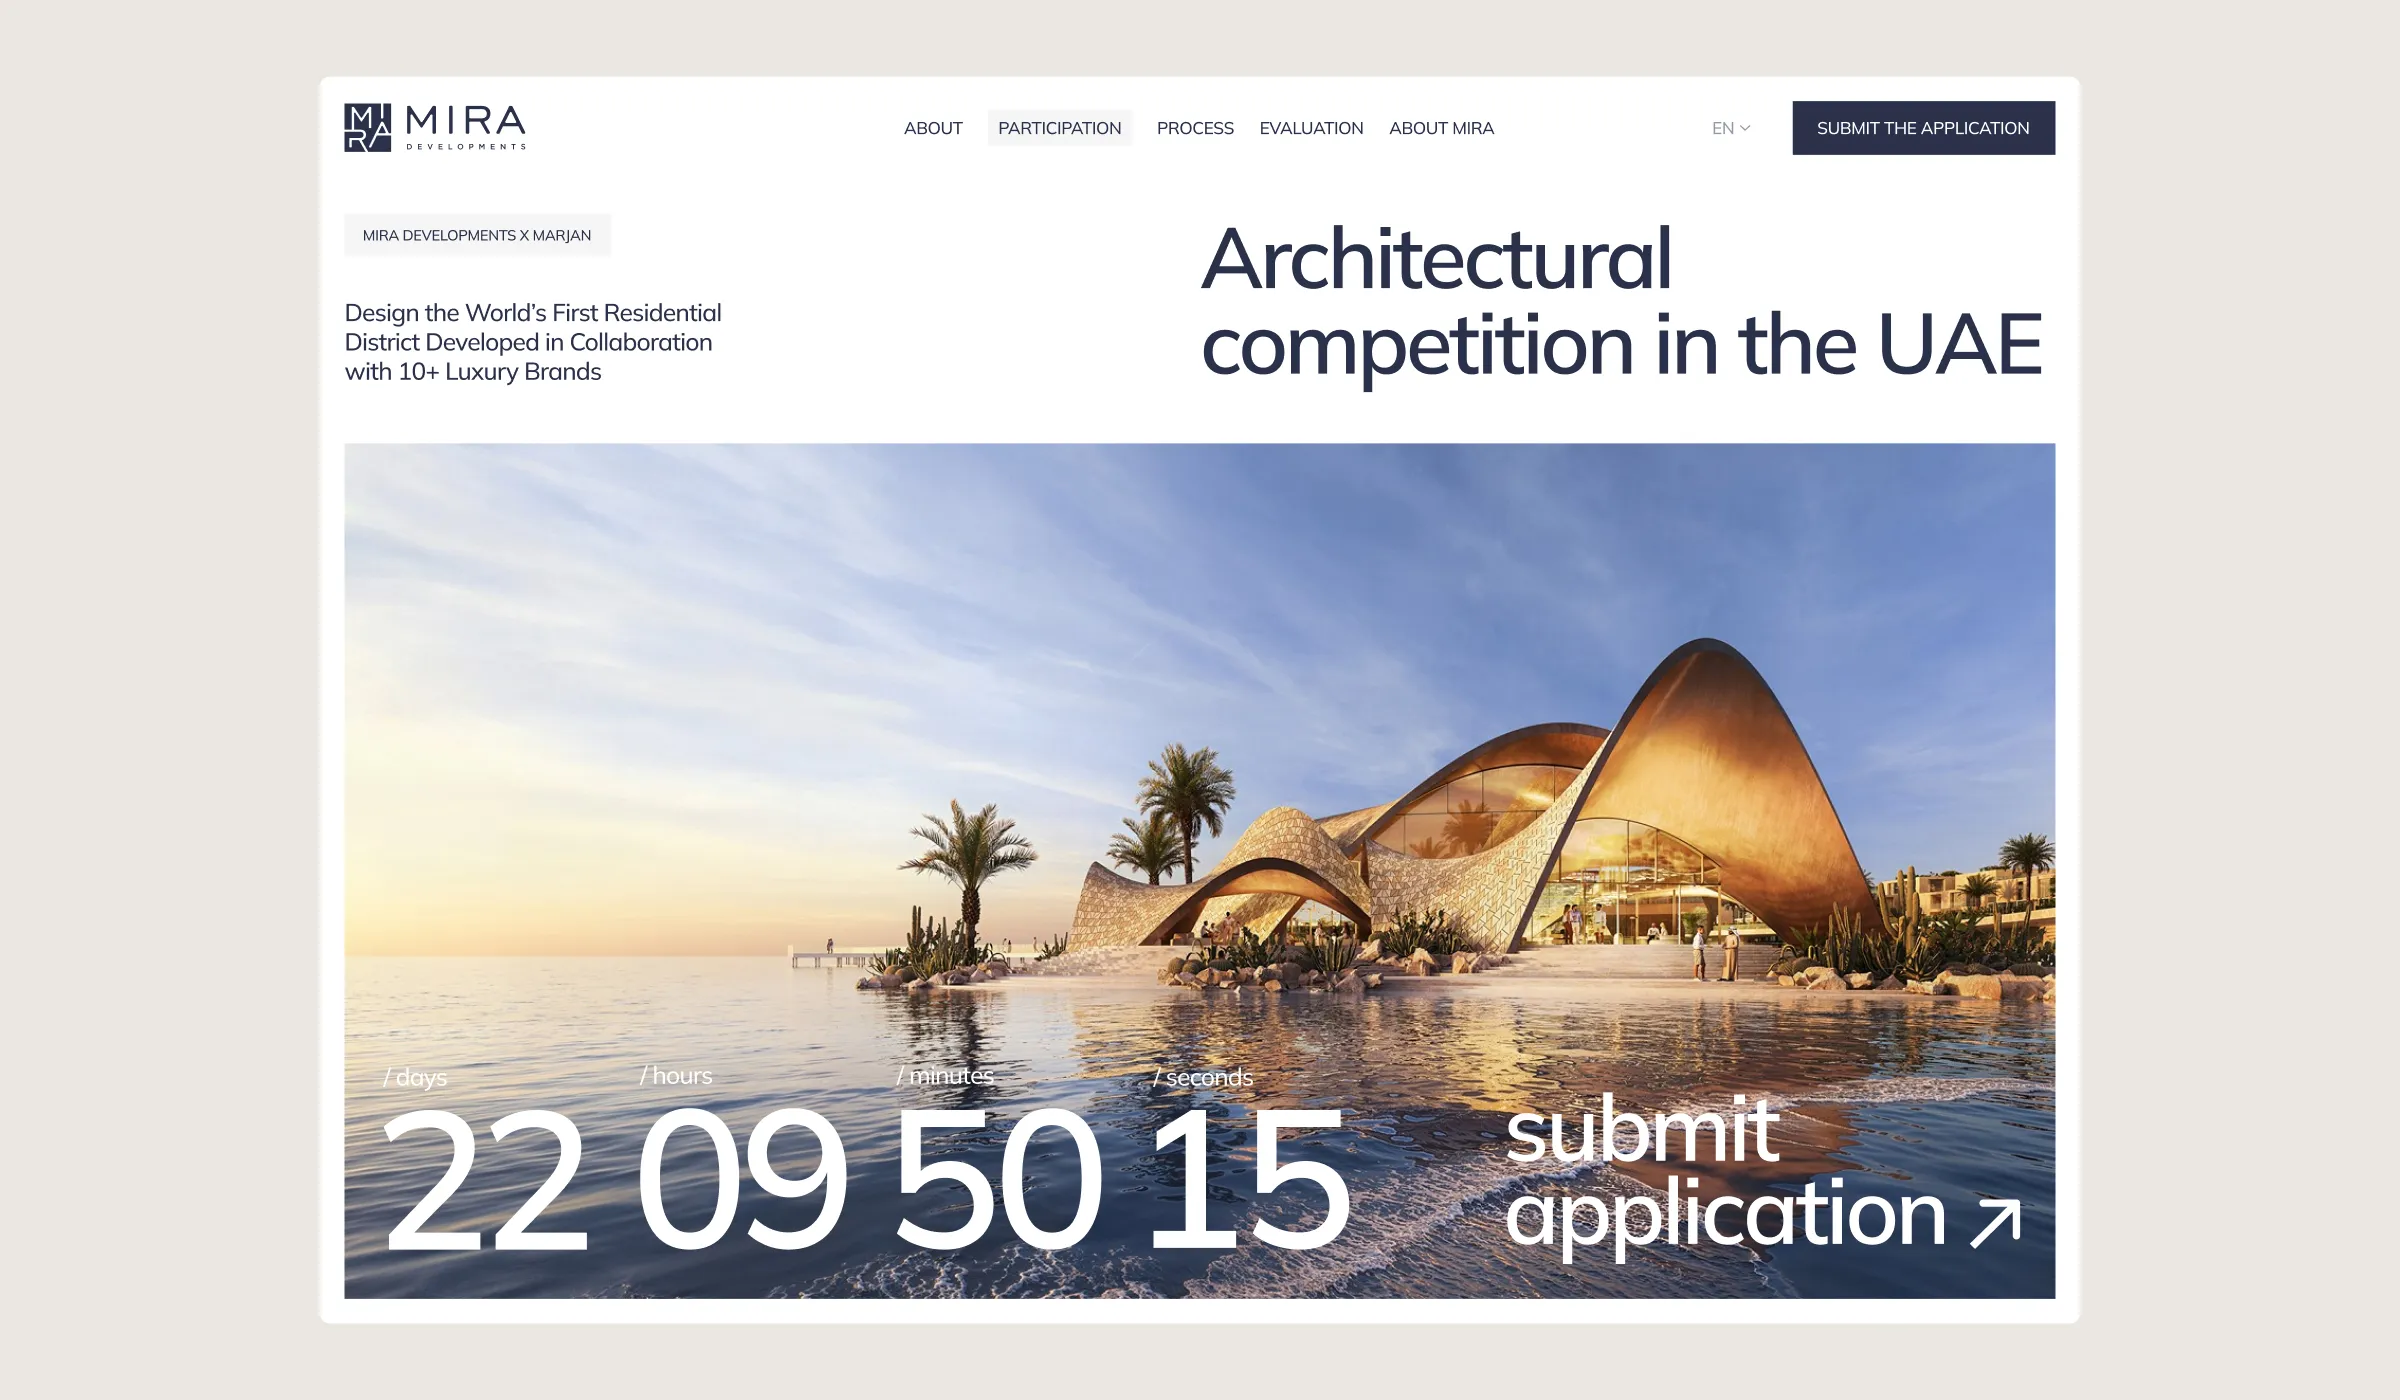 MIRA
MIRA
DEVELOPMENTS
ABOUT
PARTICIPATION
PROCESS
EVALUATION
ABOUT MIRA
EN
SUBMIT THE APPLICATION
MIRA DEVELOPMENTS X MARJAN
Design the World’s First Residential
District Developed in Collaboration
with 10+ Luxury Brands
Architectural
competition in the UAE
/ days
22
/ hours
09
/ minutes
50
/ seconds
15
submit
application